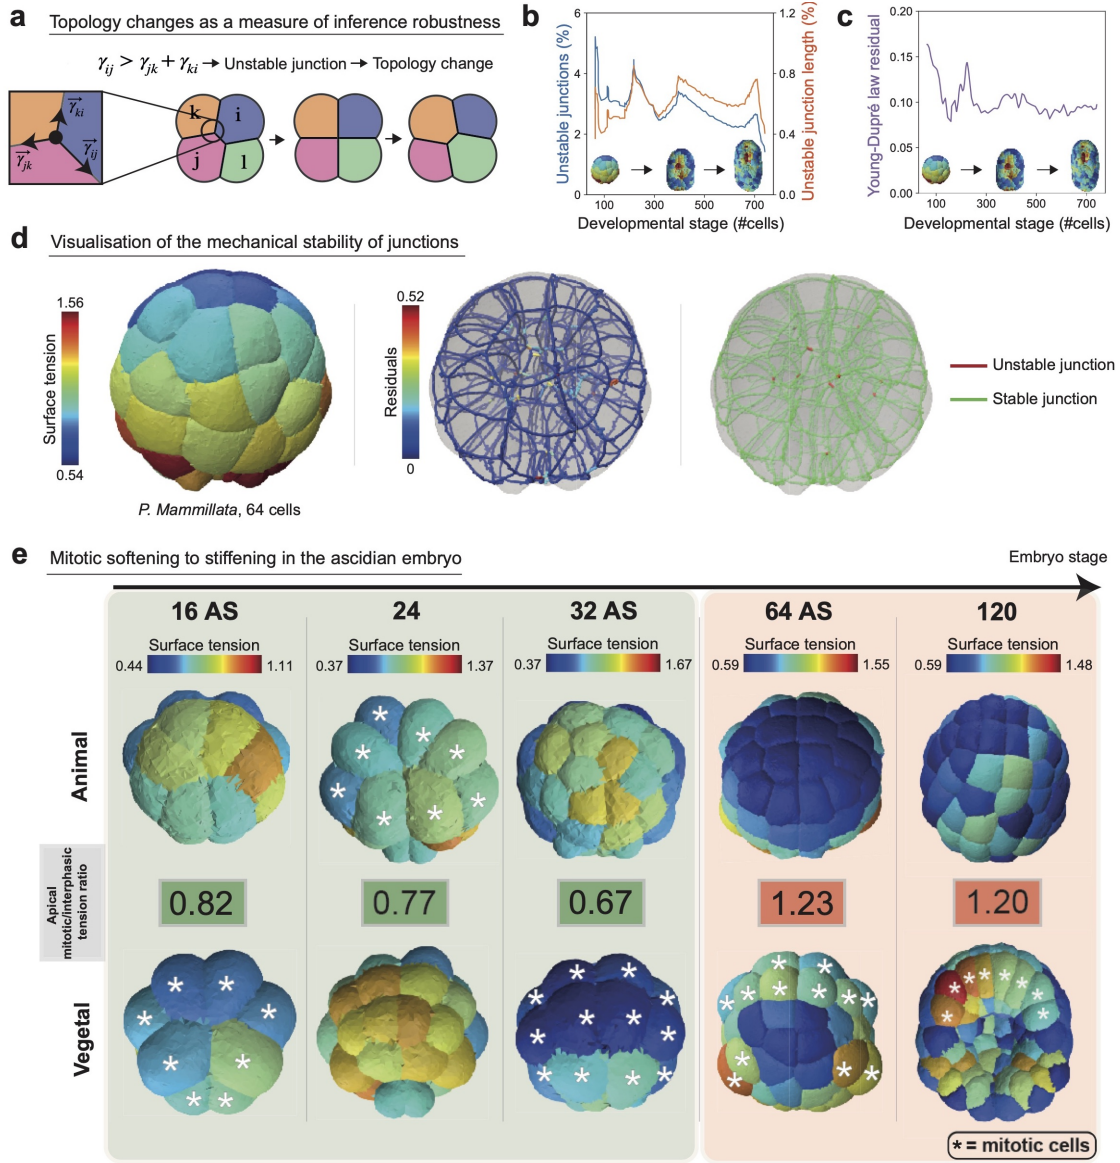 a Topology changes as a measure of inference robustness
γij > γjk + γki → Unstable junction → Topology change
γki
γjk
γij
k i
j l
b
Unstable junctions (%)
6
4
2
0
1.2
0.8
0.4
0.0
Unstable junction length (%)
100 300 500 700
Developmental stage (#cells)
c
Young-Dupré law residual
0.20
0.15
0.10
0.05
0.00
100 300 500 700
Developmental stage (#cells)
d Visualisation of the mechanical stability of junctions
1.56
Surface tension
0.54
P. Mammillata, 64 cells
0.52
Residuals
0
Unstable junction
Stable junction
e Mitotic softening to stiffening in the ascidian embryo
Embryo stage
16 AS 24 32 AS 64 AS 120
Surface tension Surface tension Surface tension Surface tension Surface tension
0.44 1.11 0.37 1.37 0.37 1.67 0.59 1.55 0.59 1.48
Animal
* * * * * * * *
Apical
mitotic/interphasic
tension ratio
0.82 0.77 0.67 1.23 1.20
Vegetal
* = mitotic cells